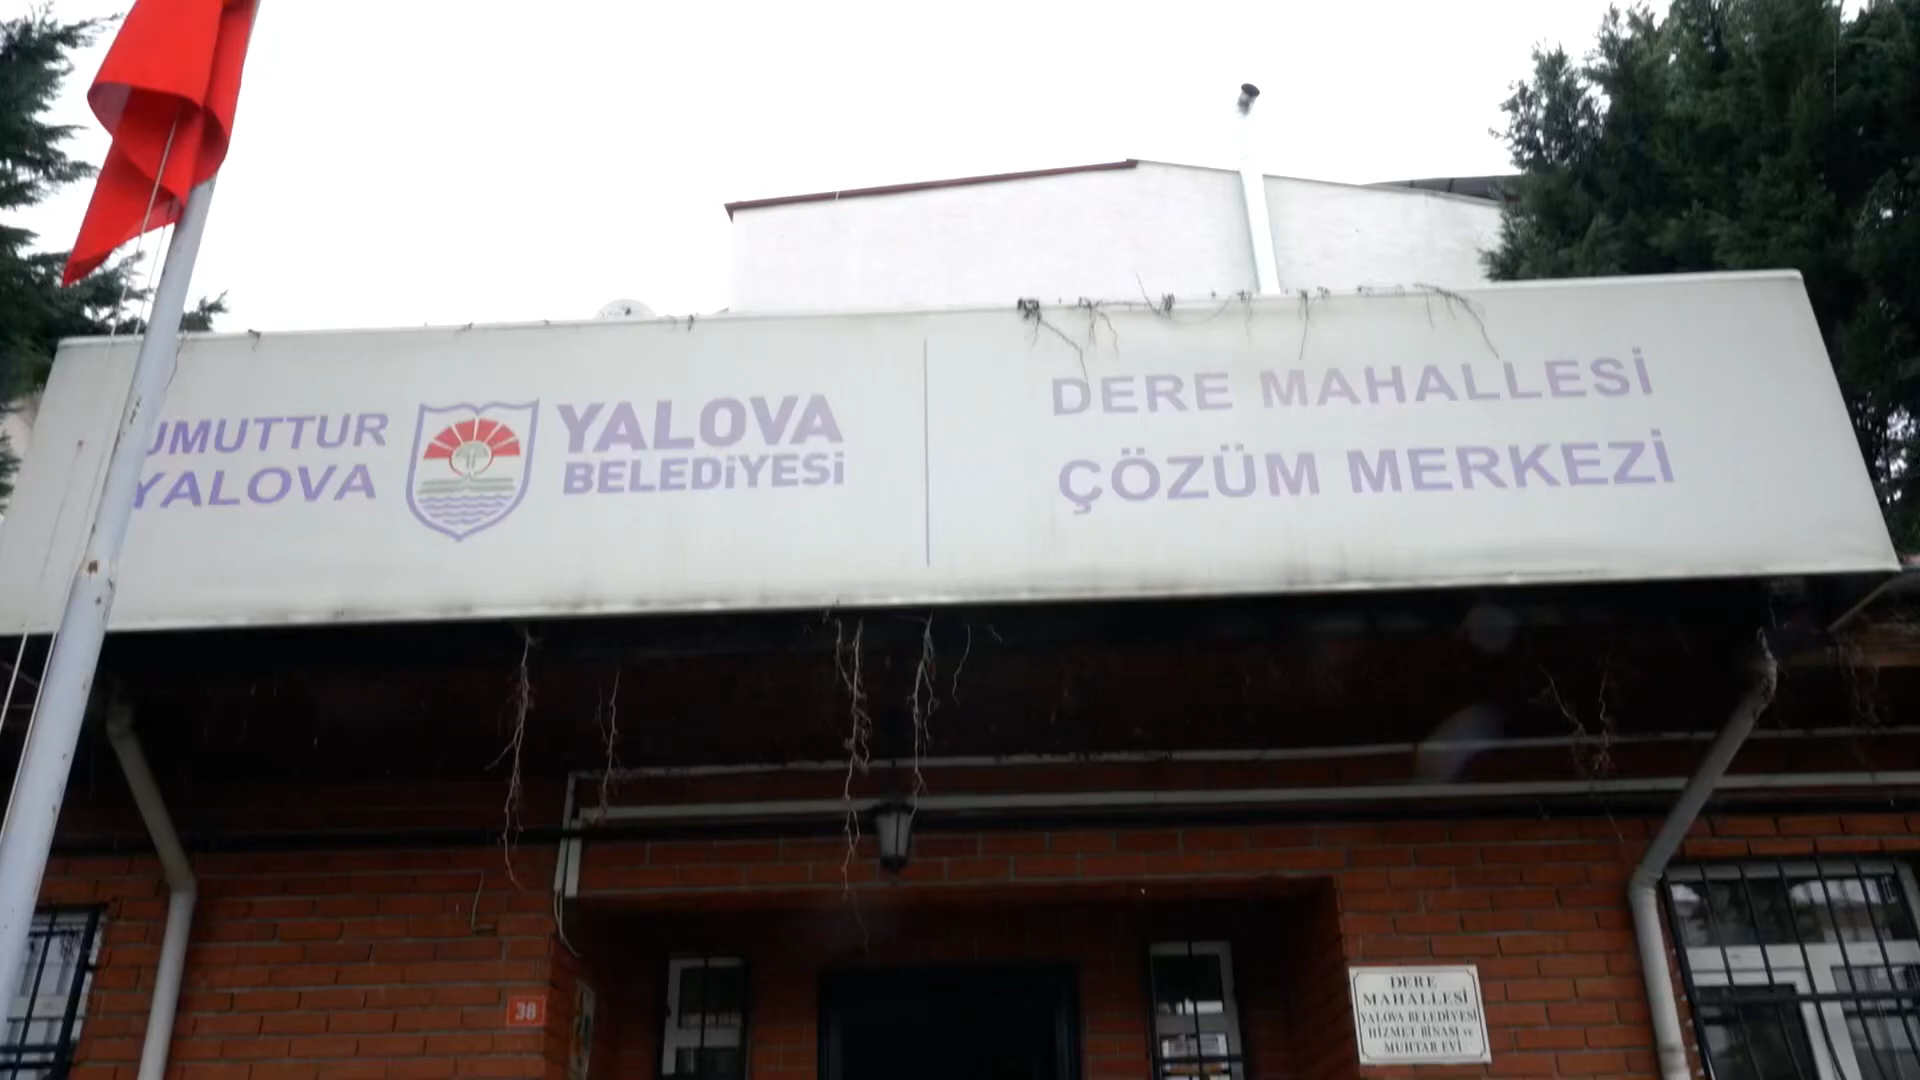 UMUTTUR
YALOVA
YALOVA
BELEDİYESİ
DERE MAHALLESİ
ÇÖZÜM MERKEZİ
38
DERE
MAHALLESİ
YALOVA BELEDİYESİ
HİZMET BİNASI ve
MUHTAR EVİ